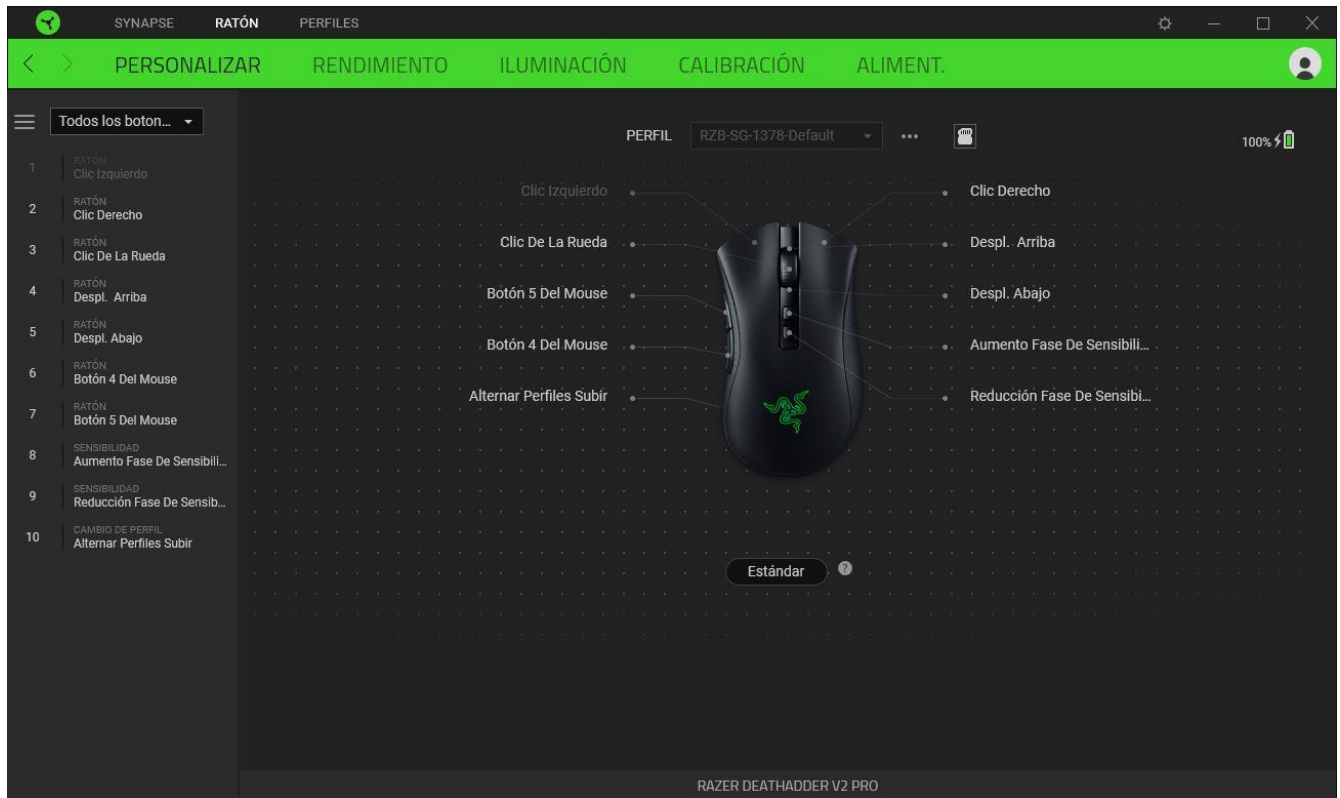 SYNAPSE RATÓN PERFILES
PERSONALIZAR RENDIMIENTO ILUMINACIÓN CALIBRACIÓN ALIMENT.
Todos los boton...
PERFIL RZB-SG-1378-Default
100%
1 RATÓN
Clic Izquierdo
2 RATÓN
Clic Derecho
3 RATÓN
Clic De La Rueda
4 RATÓN
Despl. Arriba
5 RATÓN
Despl. Abajo
6 RATÓN
Botón 4 Del Mouse
7 RATÓN
Botón 5 Del Mouse
8 SENSIBILIDAD
Aumento Fase De Sensibili...
9 SENSIBILIDAD
Reducción Fase De Sensib...
10 CAMBIO DE PERFIL
Alternar Perfiles Subir
Clic Izquierdo
Clic De La Rueda
Botón 5 Del Mouse
Botón 4 Del Mouse
Alternar Perfiles Subir
Clic Derecho
Despl. Arriba
Despl. Abajo
Aumento Fase De Sensibili...
Reducción Fase De Sensibi...
Estándar ?
RAZER DEATHADDER V2 PRO